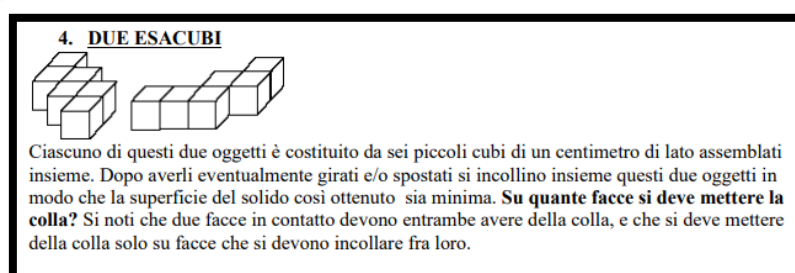 4. DUE ESACUBI
Ciascuno di questi due oggetti è costituito da sei piccoli cubi di un centimetro di lato assemblati
insieme. Dopo averli eventualmente girati e/o spostati si incollino insieme questi due oggetti in
modo che la superficie del solido così ottenuto sia minima. Su quante facce si deve mettere la
colla? Si noti che due facce in contatto devono entrambe avere della colla, e che si deve mettere
della colla solo su facce che si devono incollare fra loro.